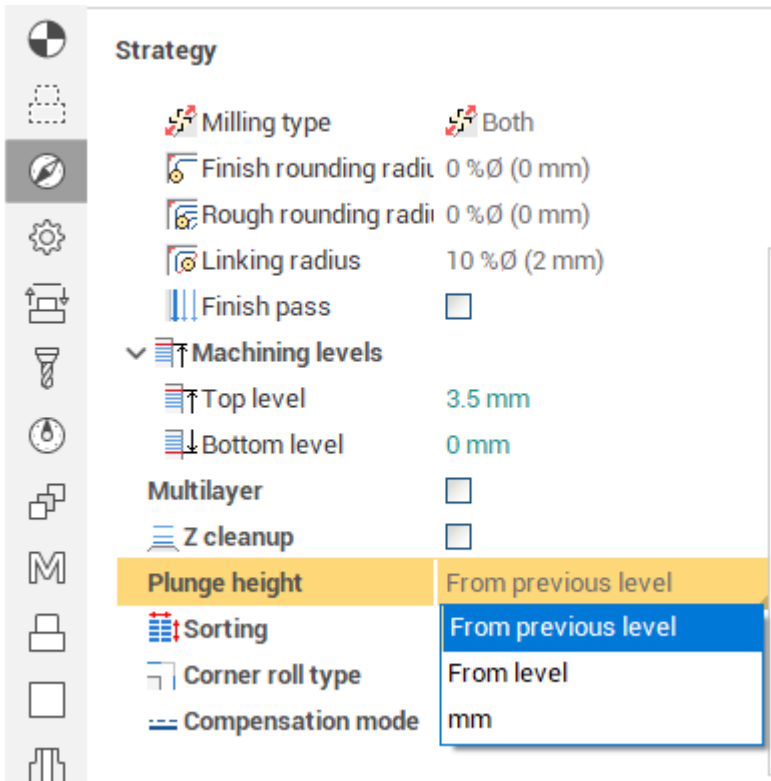 Strategy
Milling type Both
Finish rounding radiu 0 %Ø (0 mm)
Rough rounding radi 0 %Ø (0 mm)
Linking radius 10 %Ø (2 mm)
Finish pass
Machining levels
Top level 3.5 mm
Bottom level 0 mm
Multilayer
Z cleanup
Plunge height From previous level
Sorting From previous level
Corner roll type From level
Compensation mode mm